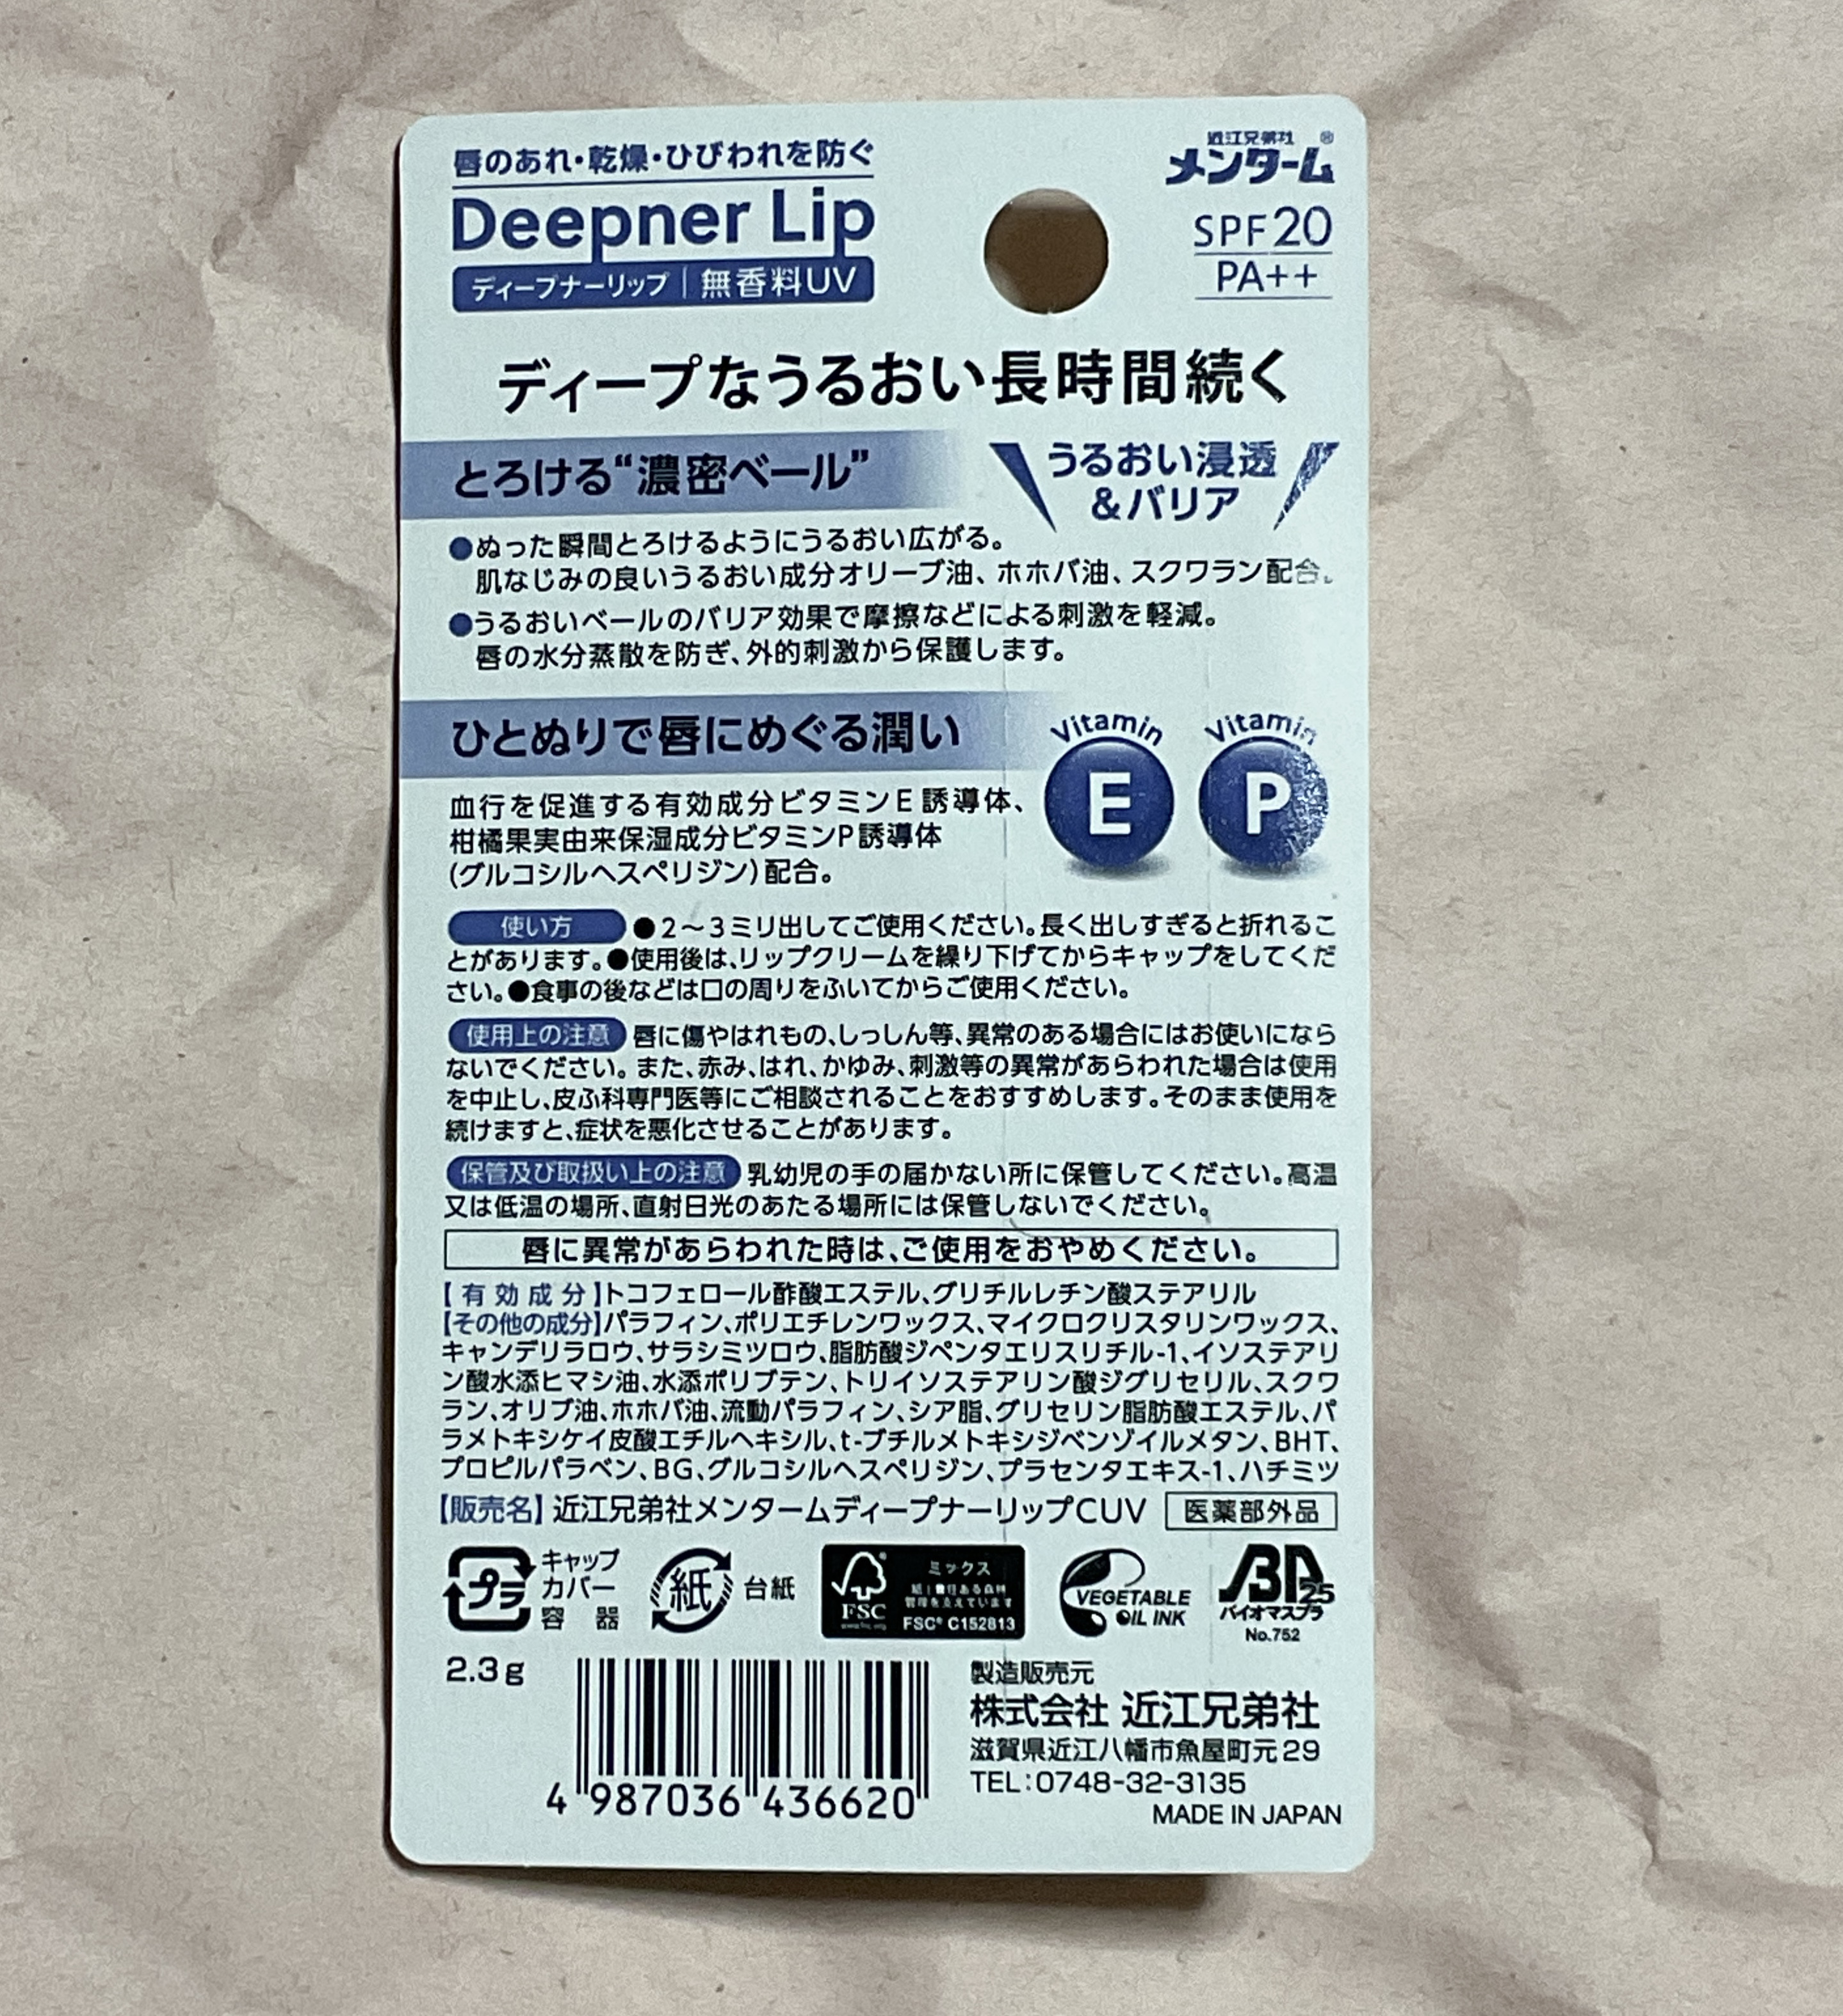 唇のあれ・乾燥・ひびわれを防ぐ
Deepner Lip
ディープナーリップ | 無香料UV
近江兄弟社 ®
メンターム
SPF20
PA++
ディープなうるおい長時間続く
とろける“濃密ベール”
うるおい浸透
&バリア
●ぬった瞬間とろけるようにうるおい広がる。
肌なじみの良いうるおい成分オリーブ油、ホホバ油、スクワラン配合。
●うるおいベールのバリア効果で摩擦などによる刺激を軽減。
唇の水分蒸散を防ぎ、外的刺激から保護します。
ひとぬりで唇にめぐる潤い
Vitamin E
Vitamin P
血行を促進する有効成分ビタミンE誘導体、
柑橘果実由来保湿成分ビタミンP誘導体
(グルコシルヘスペリジン)配合。
使い方 ●2〜3ミリ出してご使用ください。長く出しすぎると折れるこ
とがあります。●使用後は、リップクリームを繰り下げてからキャップをしてくだ
さい。●食事の後などは口の周りをふいてからご使用ください。
使用上の注意 唇に傷やはれもの、しっしん等、異常のある場合にはお使いになら
ないでください。また、赤み、はれ、かゆみ、刺激等の異常があらわれた場合は使用
を中止し、皮ふ科専門医等にご相談されることをおすすめします。そのまま使用を
続けますと、症状を悪化させることがあります。
保管及び取扱い上の注意 乳幼児の手の届かない所に保管してください。高温
又は低温の場所、直射日光のあたる場所には保管しないでください。
唇に異常があらわれた時は、ご使用をおやめください。
【有効成分】トコフェロール酢酸エステル、グリチルレチン酸ステアリル
【その他の成分】パラフィン、ポリエチレンワックス、マイクロクリスタリンワックス、
キャンデリラロウ、サラシミツロウ、脂肪酸ジペンタエリスリチル-1、イソステアリ
ン酸水添ヒマシ油、水添ポリブテン、トリイソステアリン酸ジグリセリル、スクワ
ラン、オリブ油、ホホバ油、流動パラフィン、シア脂、グリセリン脂肪酸エステル、パ
ラメトキシケイ皮酸エチルヘキシル、t-ブチルメトキシジベンゾイルメタン、BHT、
プロピルパラベン、BG、グルコシルヘスペリジン、プラセンタエキス-1、ハチミツ
【販売名】近江兄弟社メンタームディープナーリップCUV 医薬部外品
プラ
キャップ
カバー
容器
紙
台紙
FSC®
ミックス
FSC® C152813
VEGETABLE
OIL INK
25
バイオマスプラ
No.752
2.3g
4 987036 436620
製造販売元
株式会社 近江兄弟社
滋賀県近江八幡市魚屋町元29
TEL:0748-32-3135
MADE IN JAPAN